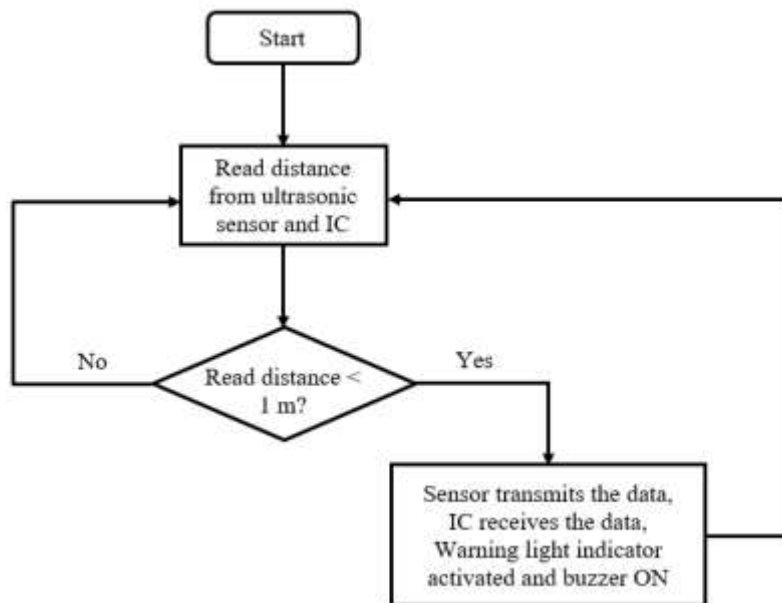 Start
Read distance
from ultrasonic
sensor and IC
No
Yes
Read distance <
1 m?
Sensor transmits the data,
IC receives the data,
Warning light indicator
activated and buzzer ON